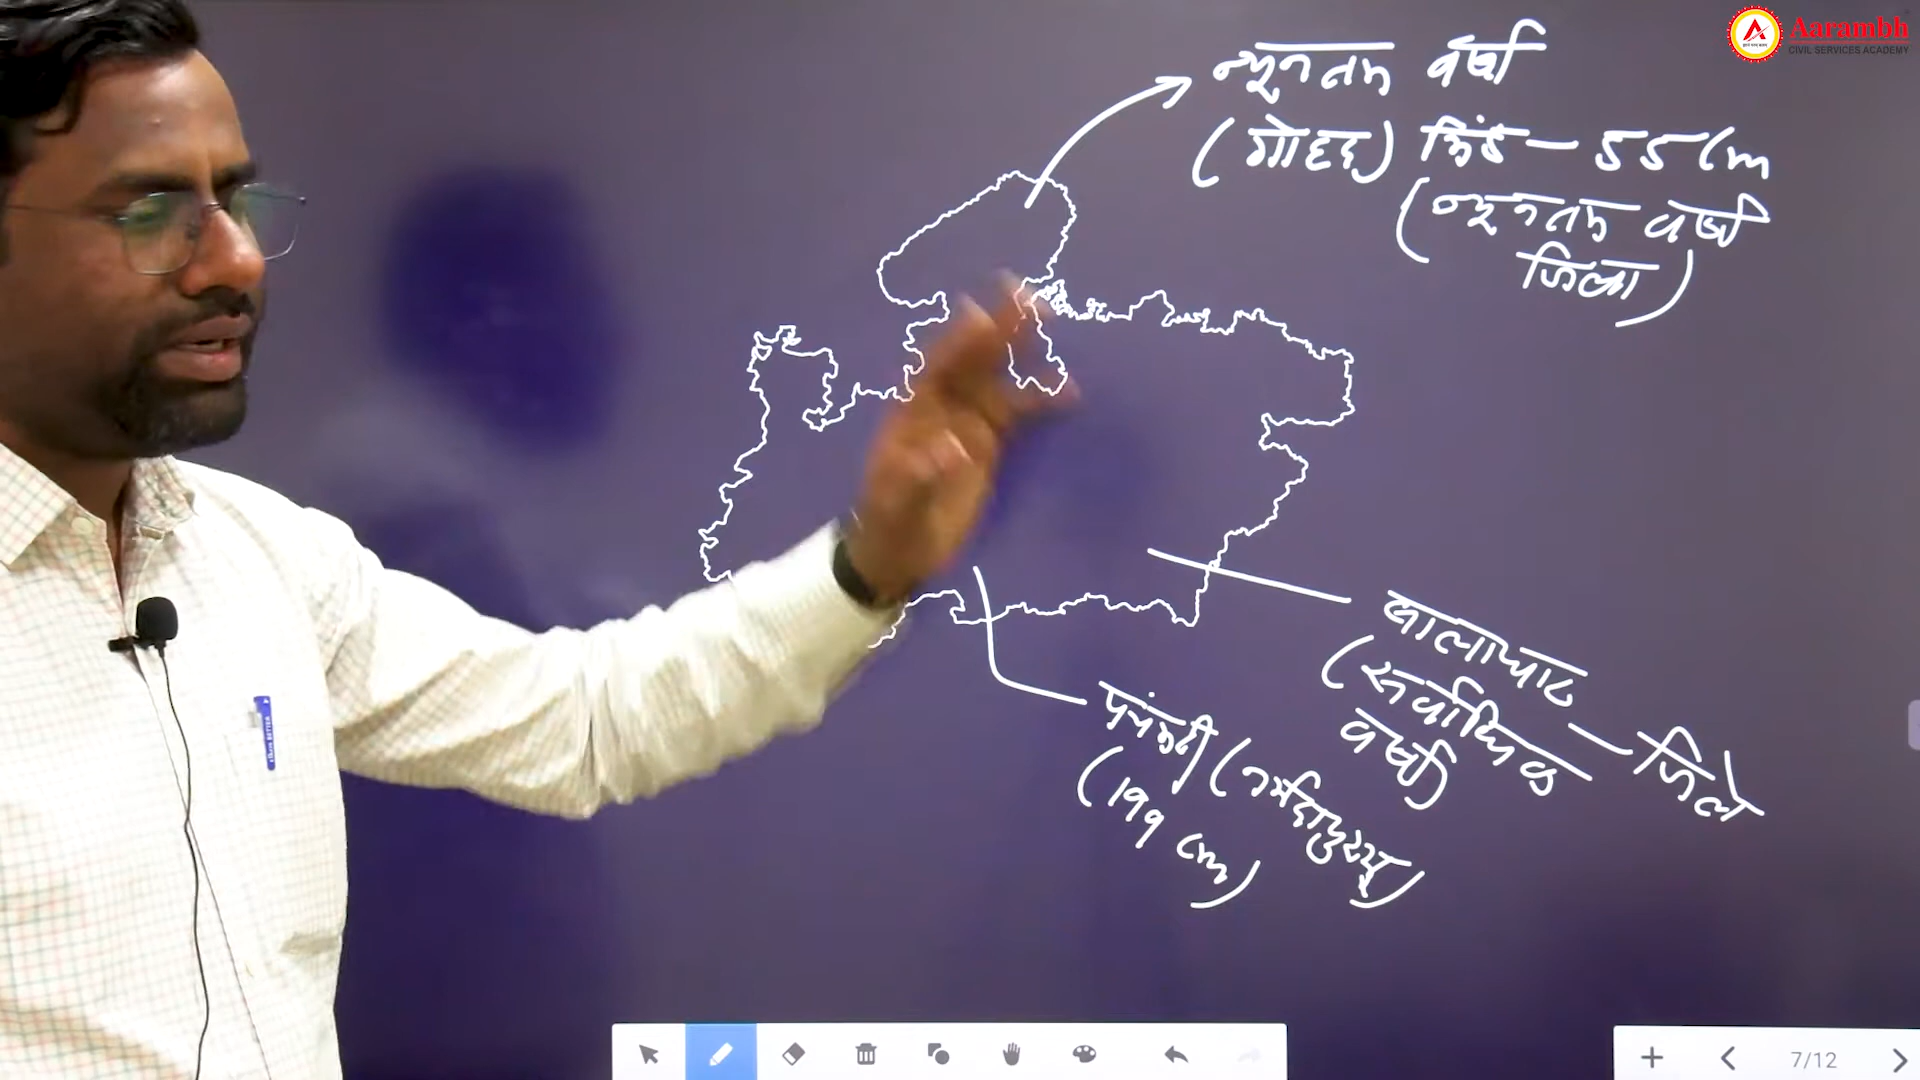 Aarambh
CIVIL SERVICES ACADEMY
न्यूनतम वर्षा
(गोहद) भिंड - 55 Cm
(न्यूनतम वर्षा
जिला)
बालाघाट
(सर्वाधिक - जिले
वर्षा)
पंचमढ़ी (नर्मदापुरम्)
(199 cm)
7/12